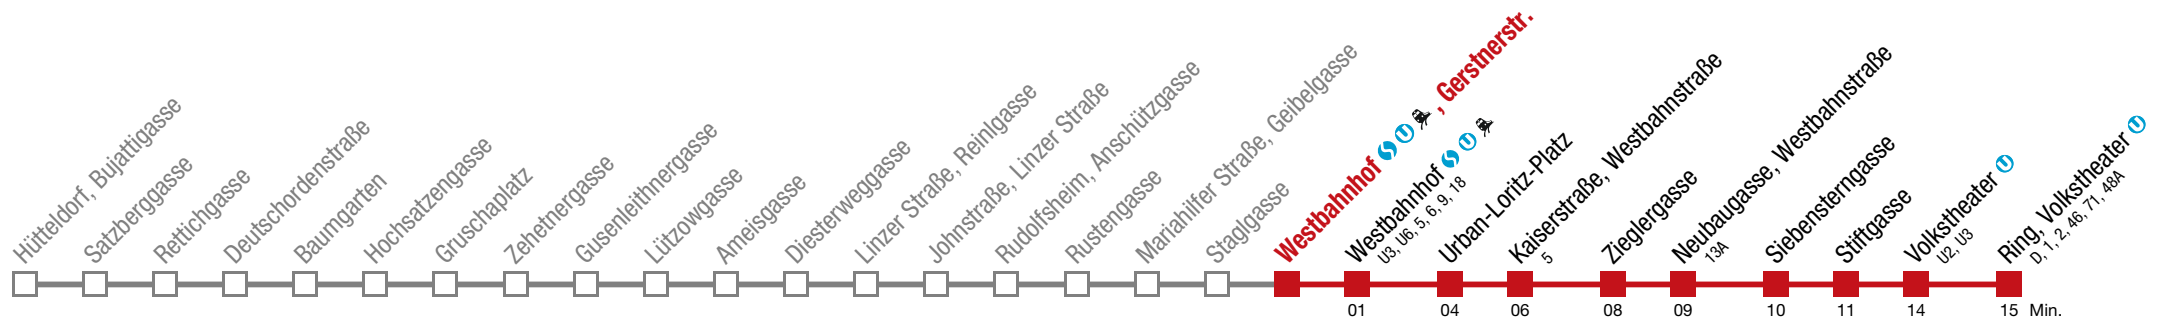 Hütteldorf, Bujattigasse
Satzberggasse
Rettichgasse
Deutschordenstraße
Baumgarten
Hochsatzengasse
Gruschaplatz
Zehetnergasse
Gusenleithnergasse
Lützowgasse
Ameisgasse
Diesterweggasse
Linzer Straße, Reinlgasse
Johnstraße, Linzer Straße
Rudolfsheim, Anschützgasse
Rustengasse
Mariahilfer Straße, Geibelgasse
Staglgasse
Westbahnhof S U , Gerstnerstr.
Westbahnhof S U
U3, U6, 5, 6, 9, 18
Urban-Loritz-Platz
Kaiserstraße, Westbahnstraße
5
Zieglergasse
Neubaugasse, Westbahnstraße
13A
Siebensterngasse
Stiftgasse
Volkstheater U
U2, U3
Ring, Volkstheater U
D, 1, 2, 46, 71, 48A
01 04 06 08 09 10 11 14 15 Min.